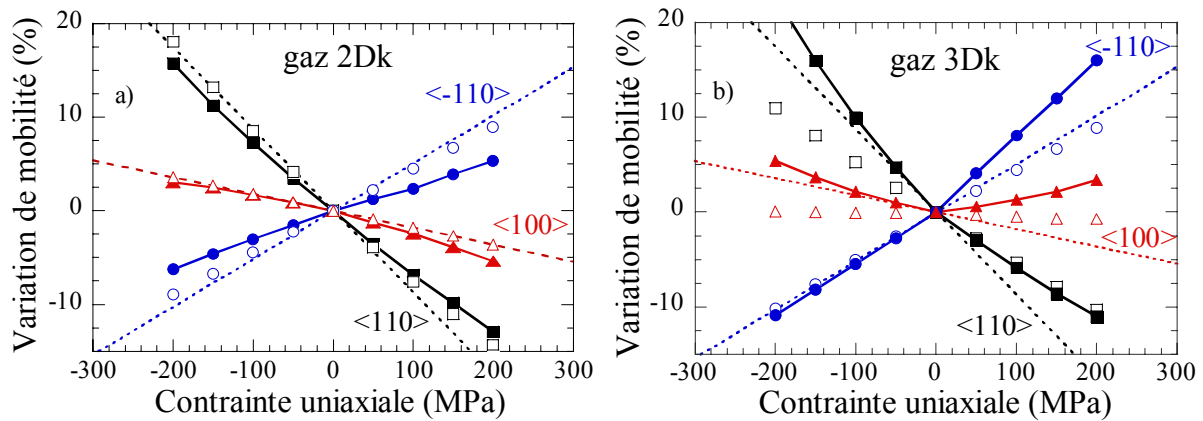 20
10
0
-10
Variation de mobilité (%)
gaz 2Dk
a)
<-110>
<100>
<110>
-300 -200 -100 0 100 200 300
Contrainte uniaxiale (MPa)
20
10
0
-10
Variation de mobilité (%)
gaz 3Dk
b)
<-110>
<100>
<110>
-300 -200 -100 0 100 200 300
Contrainte uniaxiale (MPa)